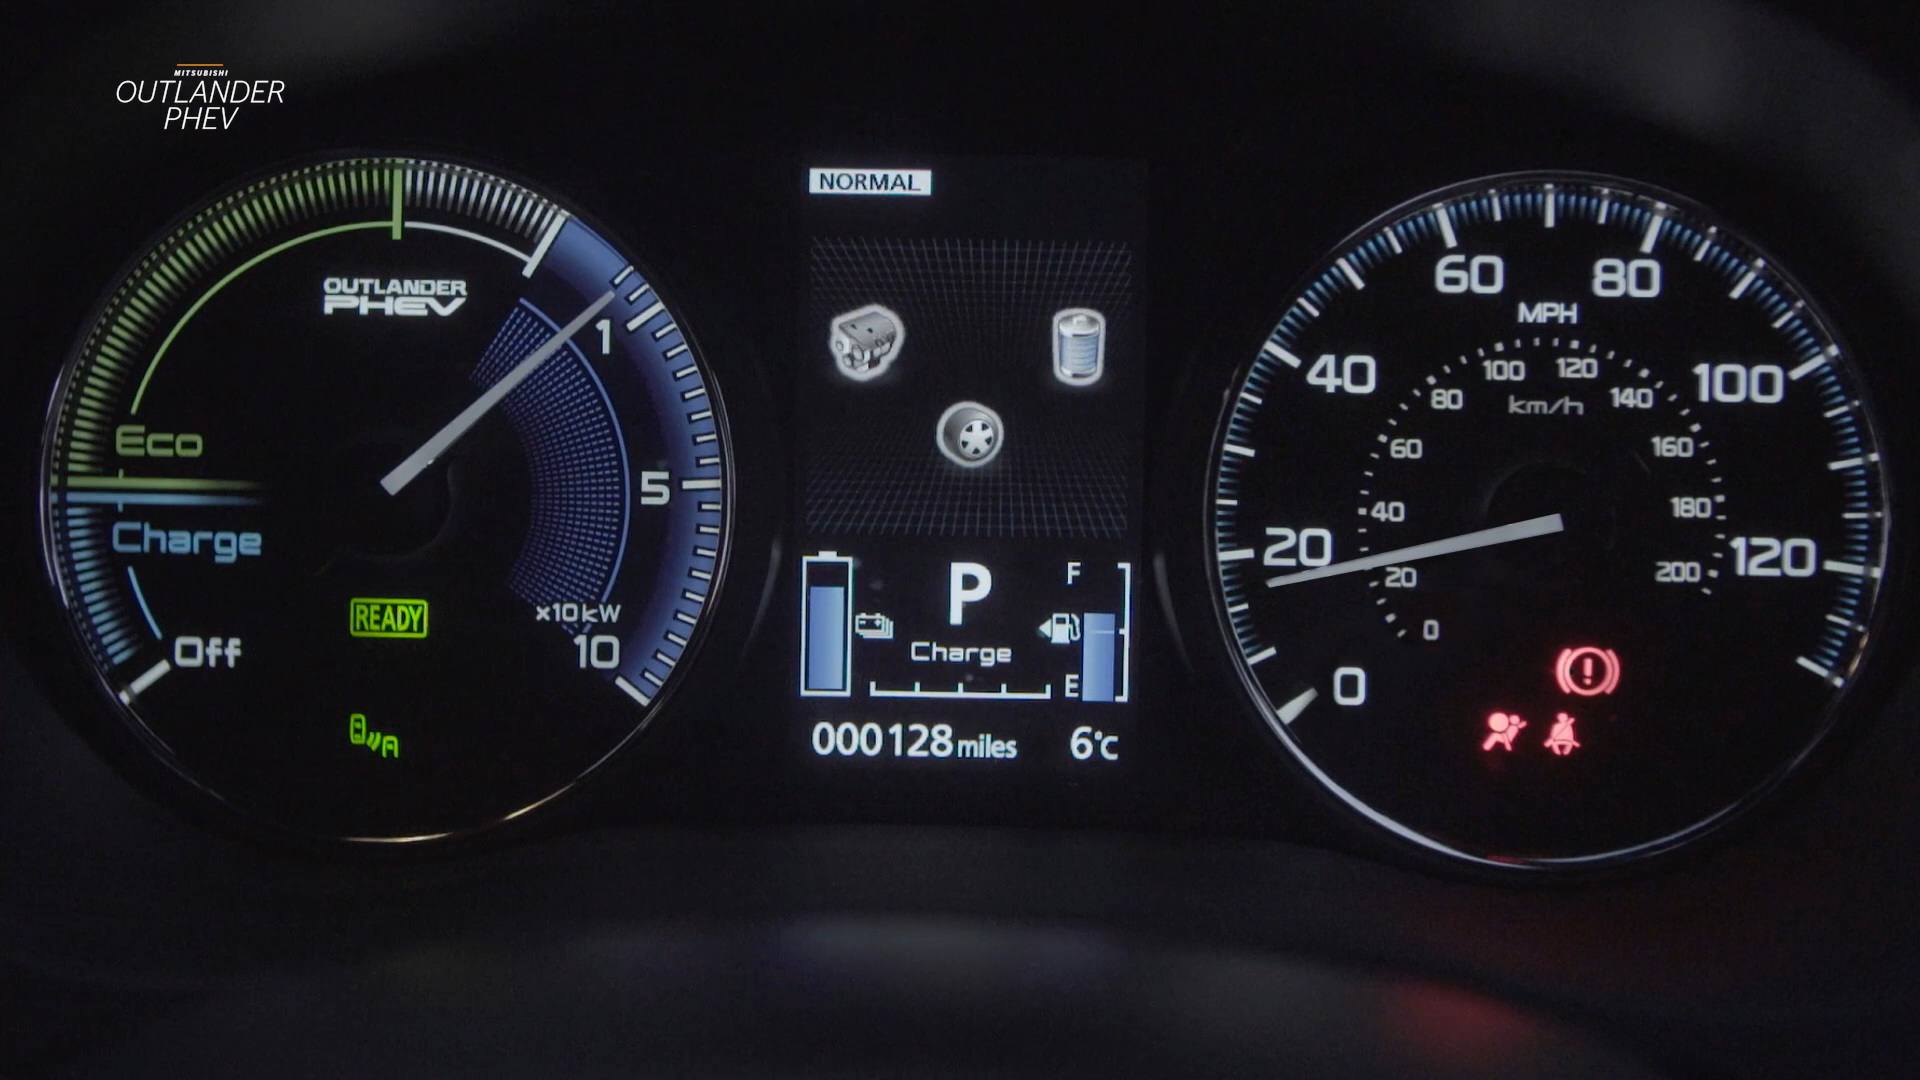 MITSUBISHI
OUTLANDER
PHEV
OUTLANDER
PHEV
Eco
Charge
Off
1
5
x10kW
10
READY
A
NORMAL
P
Charge
F
E
000128 miles
6°C
0
20
40
60
80
100
120
MPH
km/h
0
20
40
60
80
100
120
140
160
180
200